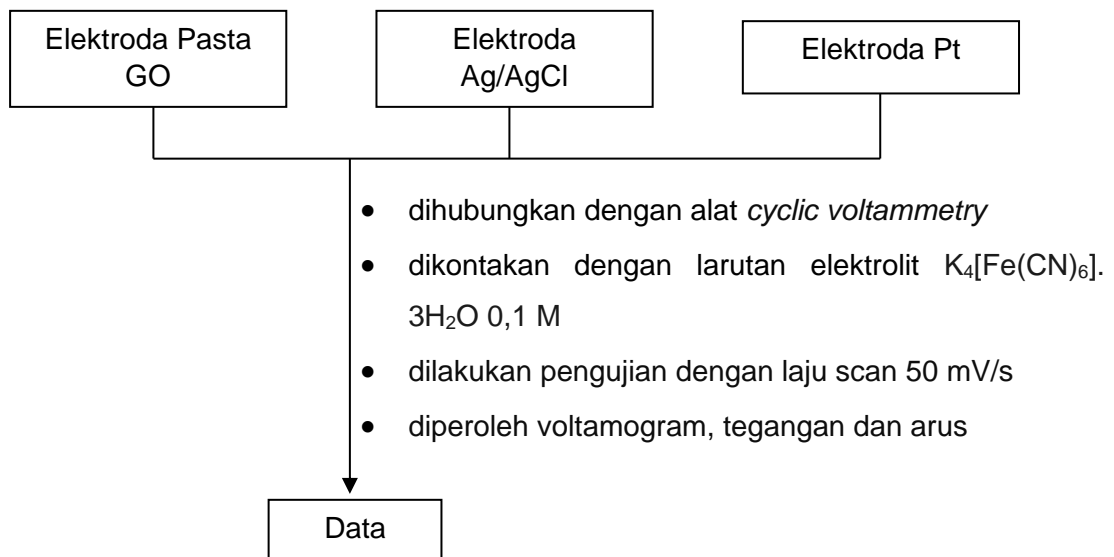 Elektroda Pasta
GO
Elektroda
Ag/AgCl
Elektroda Pt
• dihubungkan dengan alat cyclic voltammetry
• dikontakan dengan larutan elektrolit K₄[Fe(CN)₆].
3H₂O 0,1 M
• dilakukan pengujian dengan laju scan 50 mV/s
• diperoleh voltamogram, tegangan dan arus
Data